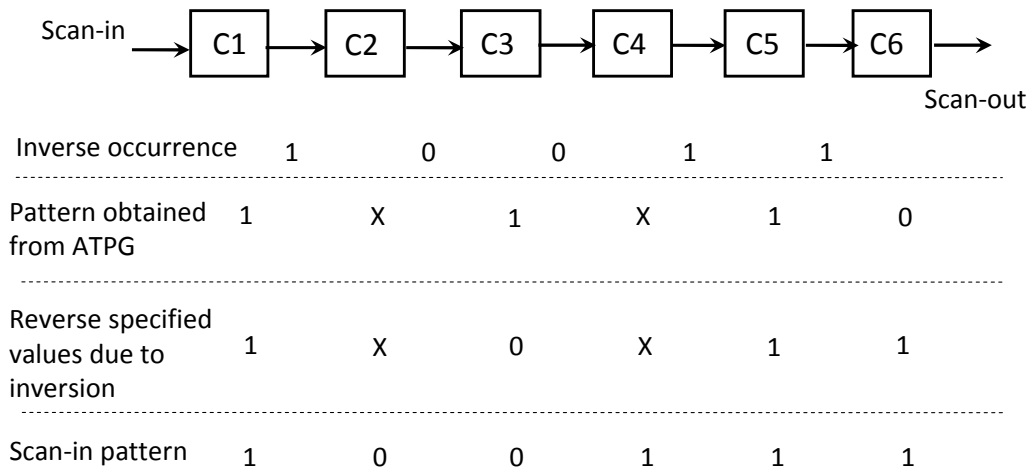 Scan-in C1 C2 C3 C4 C5 C6
Scan-out
Inverse occurrence 1 0 0 1 1
Pattern obtained
from ATPG
1 X 1 X 1 0
Reverse specified
values due to
inversion
1 X 0 X 1 1
Scan-in pattern 1 0 0 1 1 1